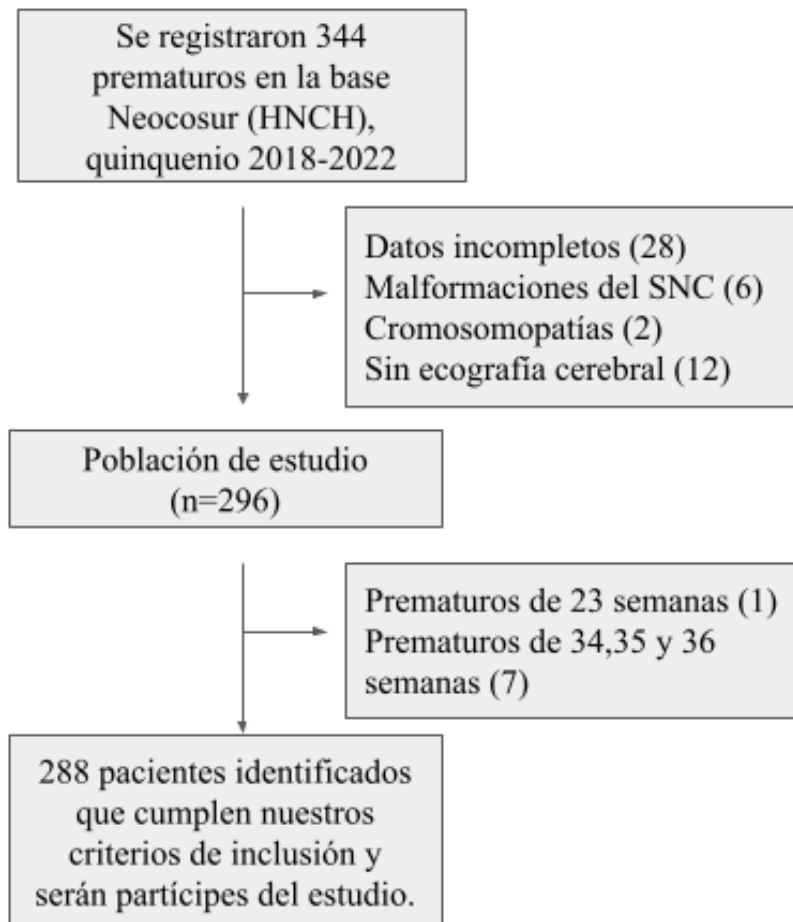 Se registraron 344
prematuros en la base
Neocosur (HNCH),
quinquenio 2018-2022
Datos incompletos (28)
Malformaciones del SNC (6)
Cromosomopatías (2)
Sin ecografía cerebral (12)
Población de estudio
(n=296)
Prematuros de 23 semanas (1)
Prematuros de 34,35 y 36
semanas (7)
288 pacientes identificados
que cumplen nuestros
criterios de inclusión y
serán partícipes del estudio.